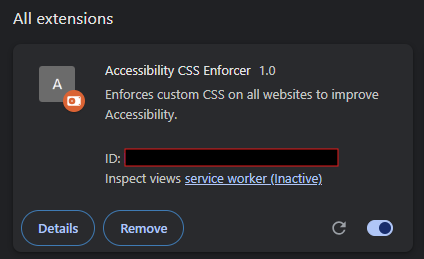 All extensions
A
Accessibility CSS Enforcer 1.0
Enforces custom CSS on all websites to improve
Accessibility.
ID:
Inspect views service worker (Inactive)
Details
Remove